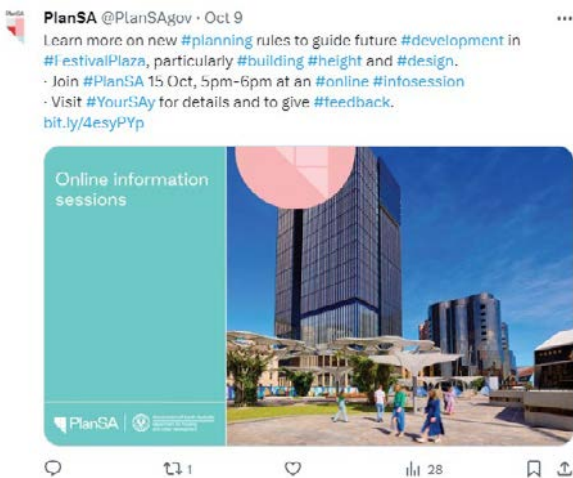 PlanSA @PlanSAgov · Oct 9
Learn more on new #planning rules to guide future #development in
#FestivalPlaza, particularly #building #height and #design.
· Join #PlanSA 15 Oct, 5pm-6pm at an #online #infosession
· Visit #YourSAy for details and to give #feedback.
bit.ly/4esyPYp
Online information
sessions
PlanSA
1
28